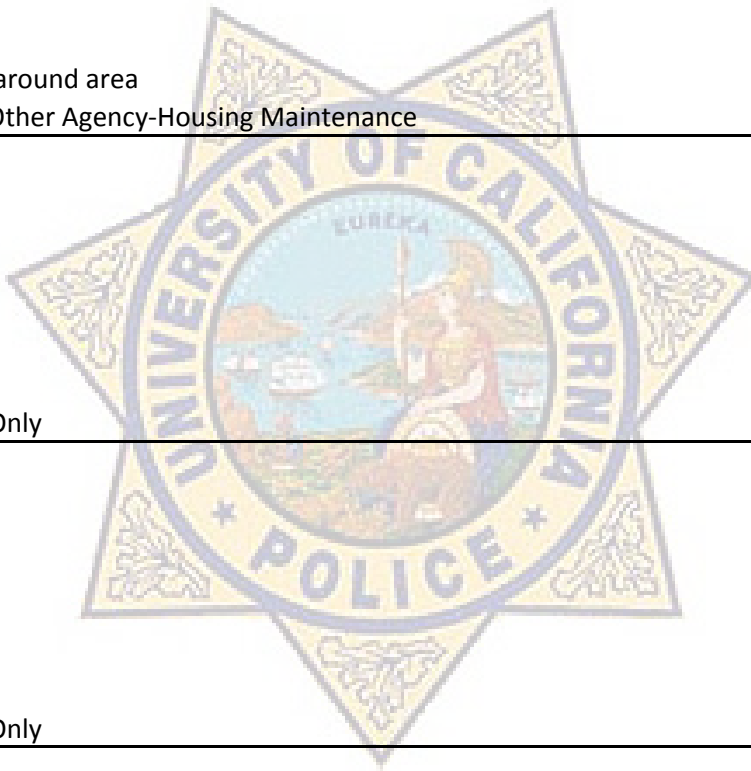 around area
Other Agency-Housing Maintenance
UNIVERSITY OF CALIFORNIA
EUREKA
Only
★ POLICE ★
Only